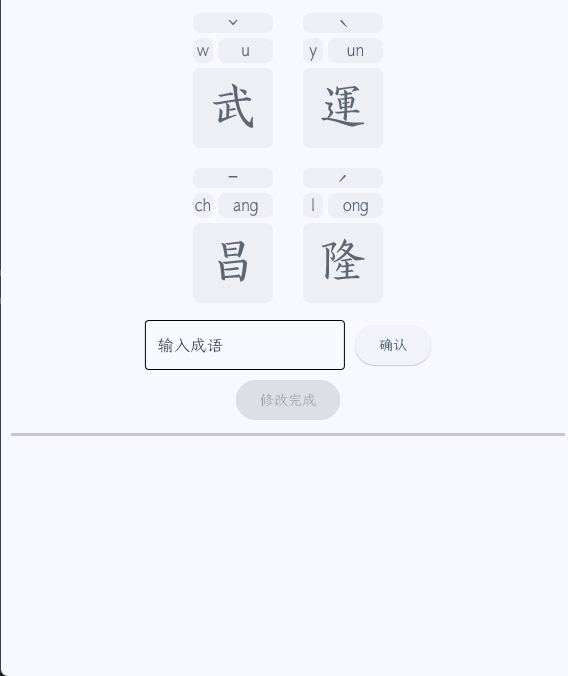 ˇ ˋ
w u y un
武 運
ˉ ˊ
ch ang l ong
昌 隆
输入成语 确认
修改完成